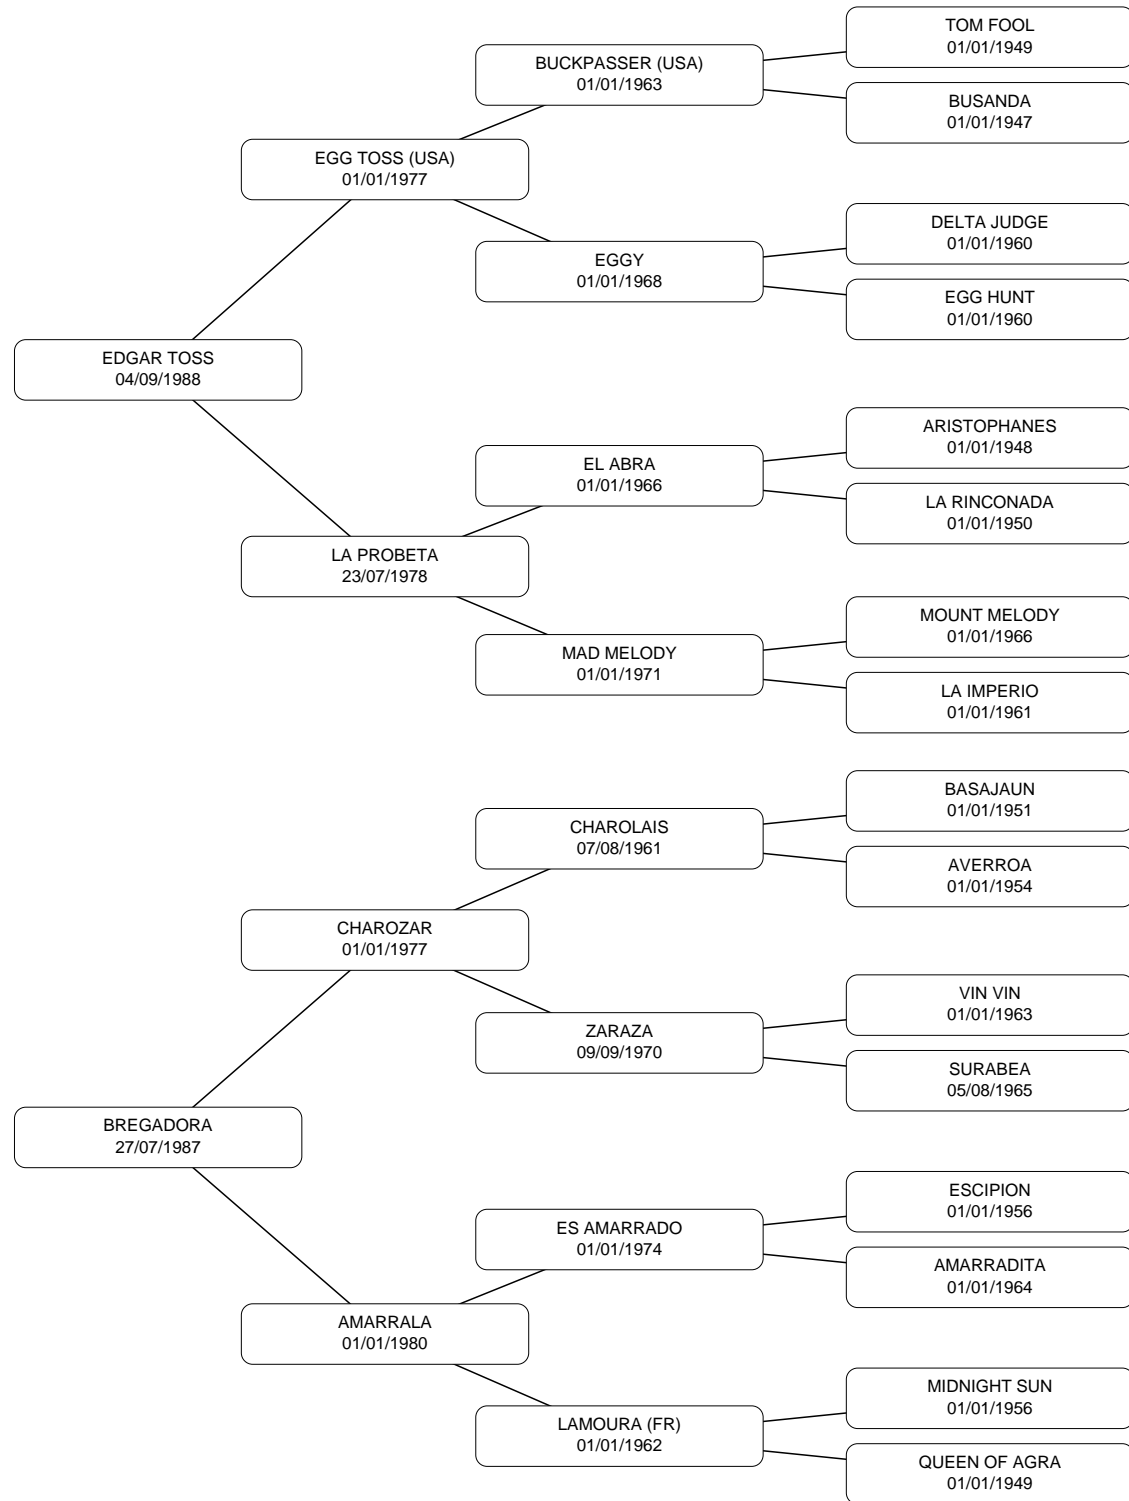 TOM FOOL
01/01/1949
BUCKPASSER (USA)
01/01/1963
BUSANDA
01/01/1947
EGG TOSS (USA)
01/01/1977
DELTA JUDGE
01/01/1960
EGGY
01/01/1968
EGG HUNT
01/01/1960
EDGAR TOSS
04/09/1988
ARISTOPHANES
01/01/1948
EL ABRA
01/01/1966
LA RINCONADA
01/01/1950
LA PROBETA
23/07/1978
MOUNT MELODY
01/01/1966
MAD MELODY
01/01/1971
LA IMPERIO
01/01/1961
BASAJAUN
01/01/1951
CHAROLAIS
07/08/1961
AVERROA
01/01/1954
CHAROZAR
01/01/1977
VIN VIN
01/01/1963
ZARAZA
09/09/1970
SURABEA
05/08/1965
BREGADORA
27/07/1987
ESCIPION
01/01/1956
ES AMARRADO
01/01/1974
AMARRADITA
01/01/1964
AMARRALA
01/01/1980
MIDNIGHT SUN
01/01/1956
LAMOURA (FR)
01/01/1962
QUEEN OF AGRA
01/01/1949